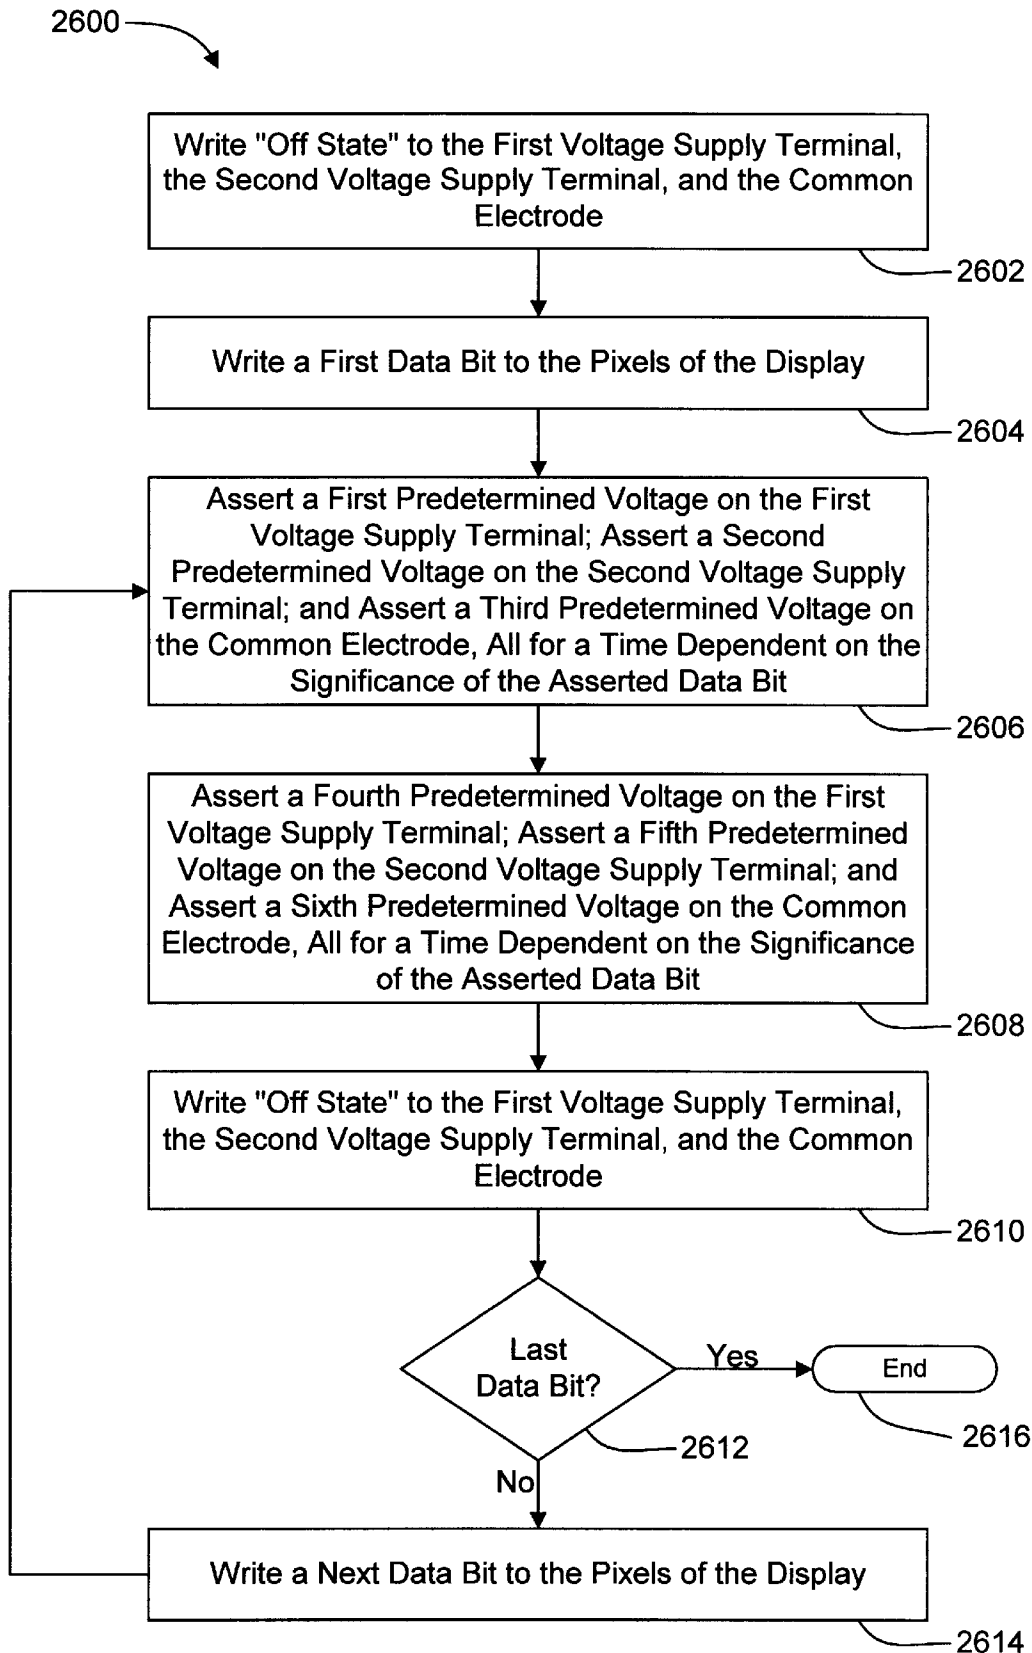 2600
Write "Off State" to the First Voltage Supply Terminal,
the Second Voltage Supply Terminal, and the Common
Electrode
2602
Write a First Data Bit to the Pixels of the Display
2604
Assert a First Predetermined Voltage on the First
Voltage Supply Terminal; Assert a Second
Predetermined Voltage on the Second Voltage Supply
Terminal; and Assert a Third Predetermined Voltage on
the Common Electrode, All for a Time Dependent on the
Significance of the Asserted Data Bit
2606
Assert a Fourth Predetermined Voltage on the First
Voltage Supply Terminal; Assert a Fifth Predetermined
Voltage on the Second Voltage Supply Terminal; and
Assert a Sixth Predetermined Voltage on the Common
Electrode, All for a Time Dependent on the Significance
of the Asserted Data Bit
2608
Write "Off State" to the First Voltage Supply Terminal,
the Second Voltage Supply Terminal, and the Common
Electrode
2610
Last
Data Bit?
Yes
End
2616
2612
No
Write a Next Data Bit to the Pixels of the Display
2614